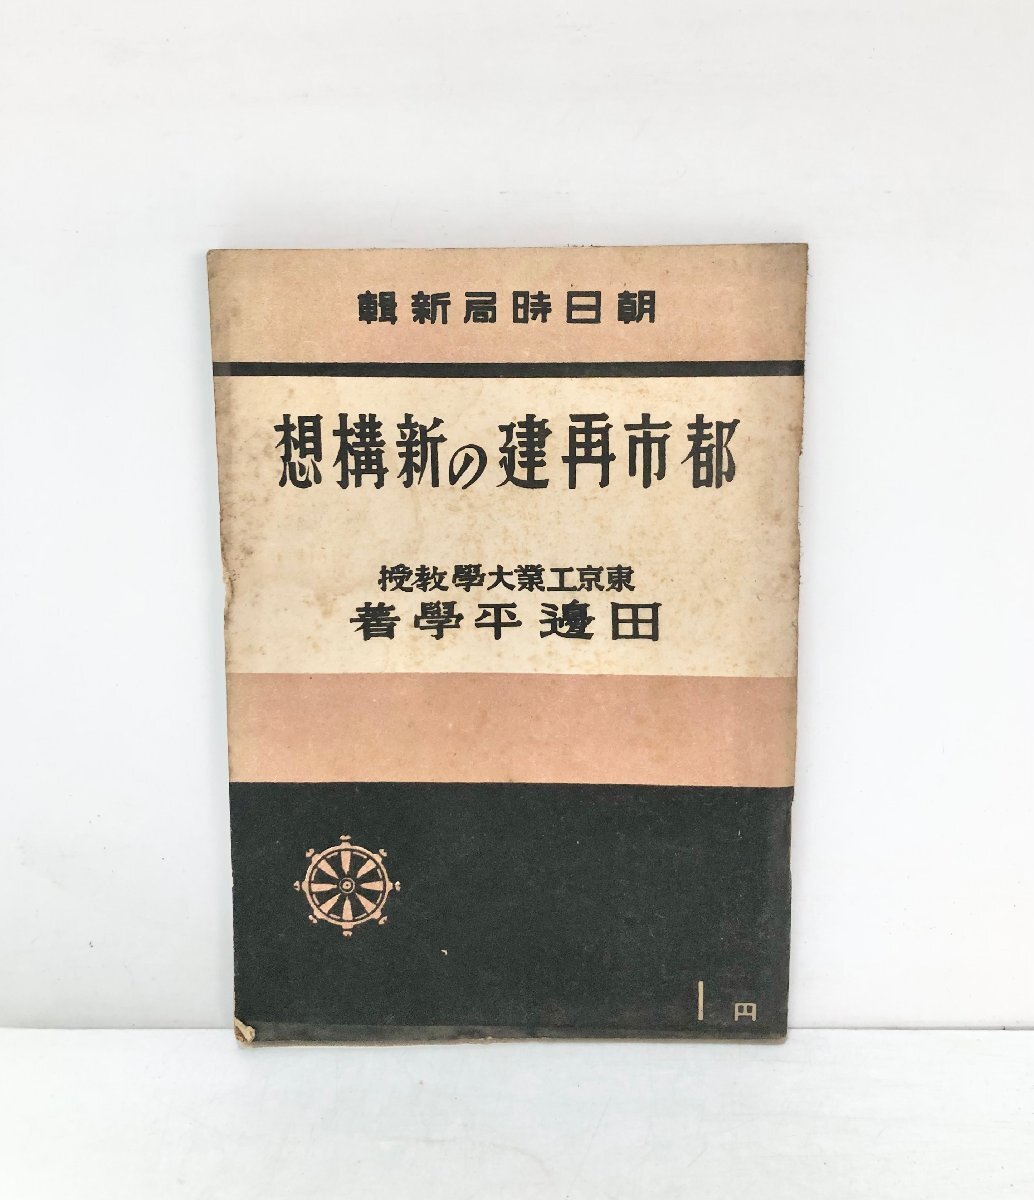 朝日時局新輯
都市再建の新構想
東京工業大學教授
田邊平學著
1円